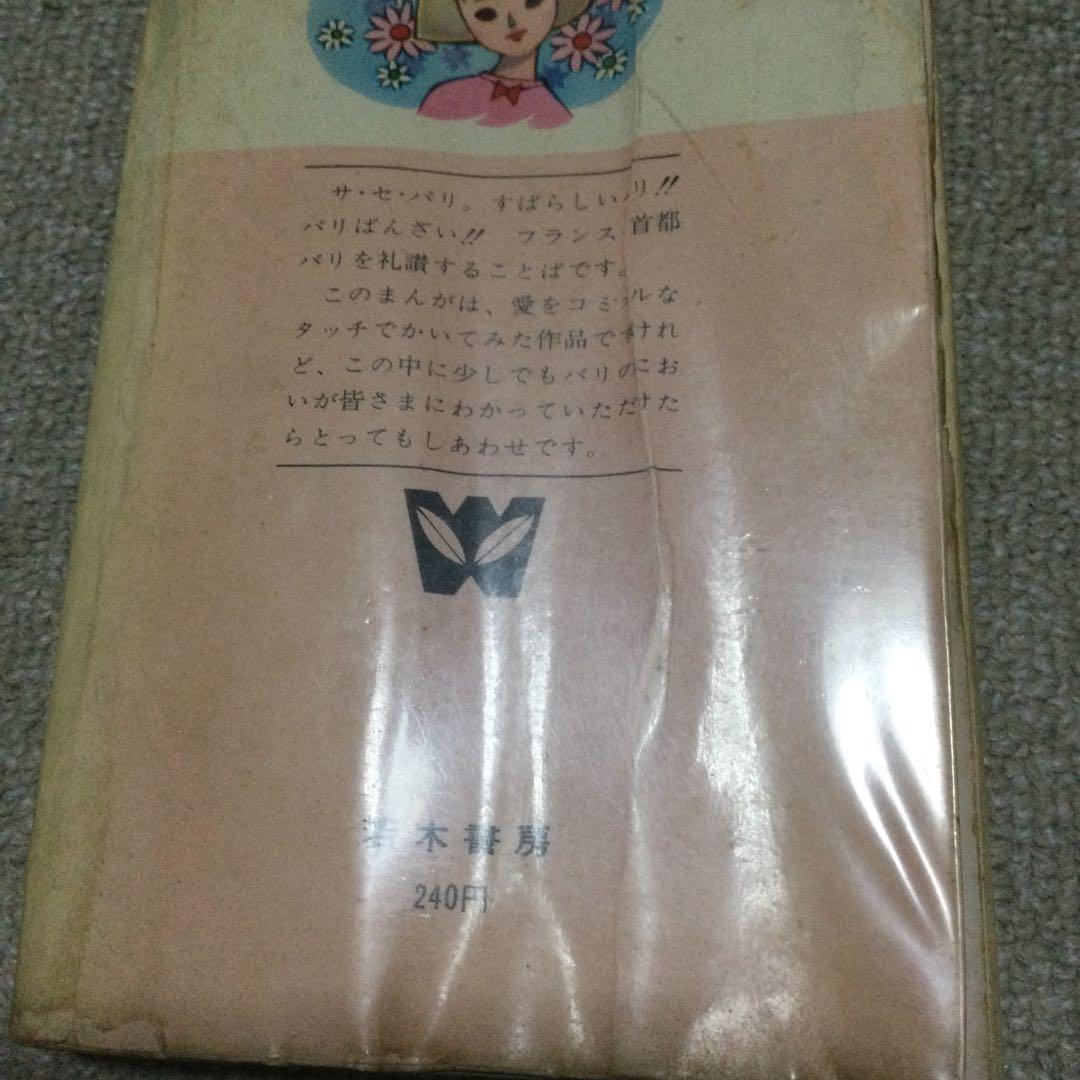 サ・セ・パリ。すばらしいパリ!!
パリばんざい!! フランス首都
パリを礼讃することばです。
このまんがは、愛をコミカルな
タッチでかいてみた作品ですけれ
ど、この中に少しでもパリのにお
いが皆さまにわかっていただけた
らとってもしあわせです。
W
若木書房
240円